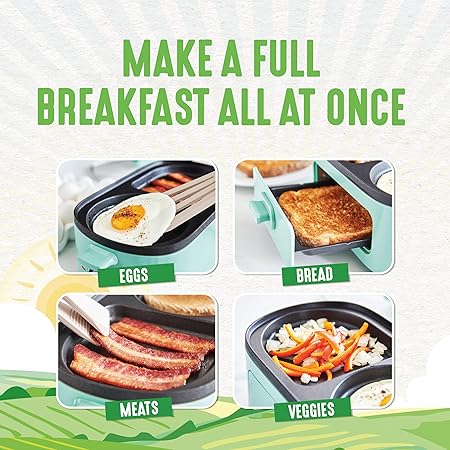 MAKE A FULL
BREAKFAST ALL AT ONCE
EGGS
BREAD
MEATS
VEGGIES